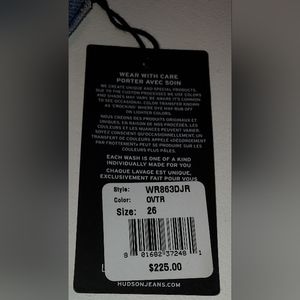 WEAR WITH CARE
PORTER AVEC SOIN
WE CREATE UNIQUE AND SPECIAL PRODUCTS.
DUE TO THE CUSTOM PROCESSES WE USE COLORS
AND SHADES MAY VARY. BE AWARE IT'S COMMON
TO SEE OCCASIONAL COLOR TRANSFER KNOWN
AS 'CROCKING' WHERE DYE MAY RUB OFF
ON LIGHTER COLORS.
NOUS CRÉONS DES PRODUITS ORIGINAUX ET
UNIQUES. EN RAISON DE NOS PROCÉDÉS, LES
COULEURS ET LES NUANCES PEUVENT VARIER.
SOYEZ CONSCIENT QU'OCCASIONNELLEMENT, UN
TRANSFERT DE COULEUR APPELÉ «DÉGORGEMENT
PAR FROTTEMENT» PEUT SE PRODUIRE SUR LES
COULEURS PLUS PÂLES.
EACH WASH IS ONE OF A KIND
INDIVIDUALLY MADE FOR YOU
CHAQUE LAVAGE EST UNIQUE,
EXCLUSIVEMENT FAIT POUR VOUS
Style: WR863DJR
Color: OVTR
Size: 26
8 01682 37248 1
$225.00
L
HUDSONJEANS.COM